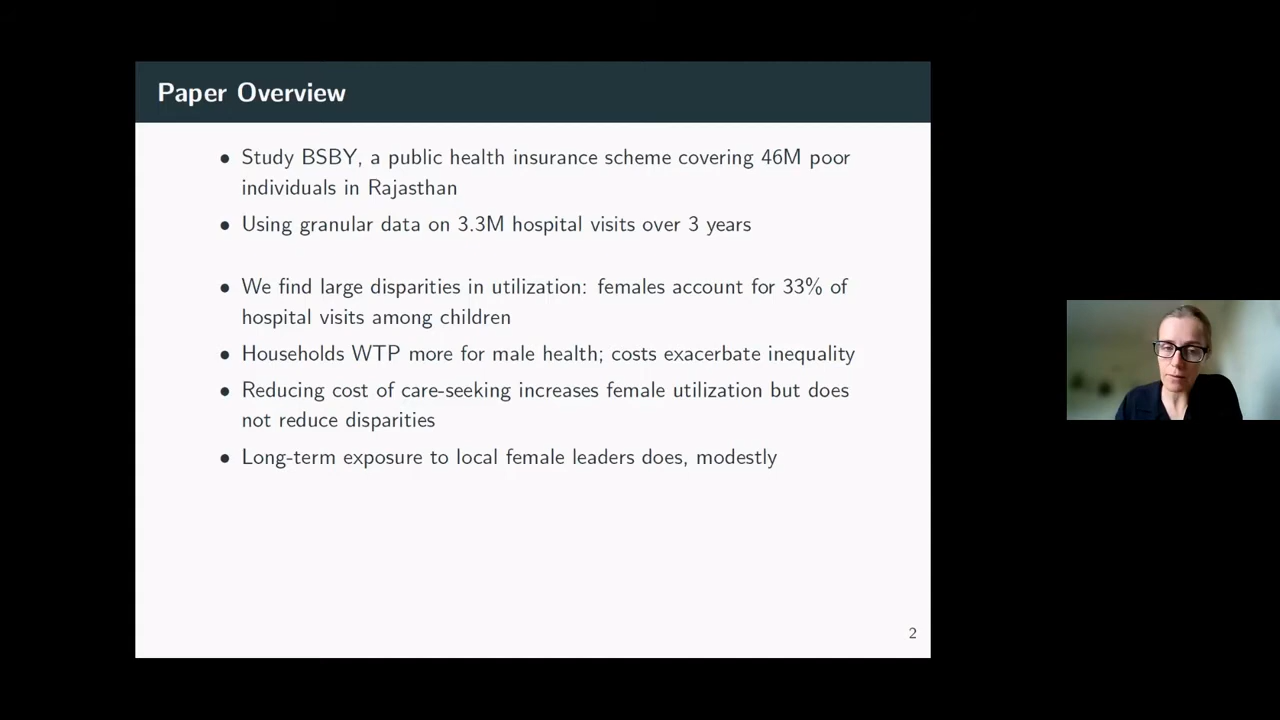 Paper Overview
• Study BSBY, a public health insurance scheme covering 46M poor
individuals in Rajasthan
• Using granular data on 3.3M hospital visits over 3 years
• We find large disparities in utilization: females account for 33% of
hospital visits among children
• Households WTP more for male health; costs exacerbate inequality
• Reducing cost of care-seeking increases female utilization but does
not reduce disparities
• Long-term exposure to local female leaders does, modestly
2